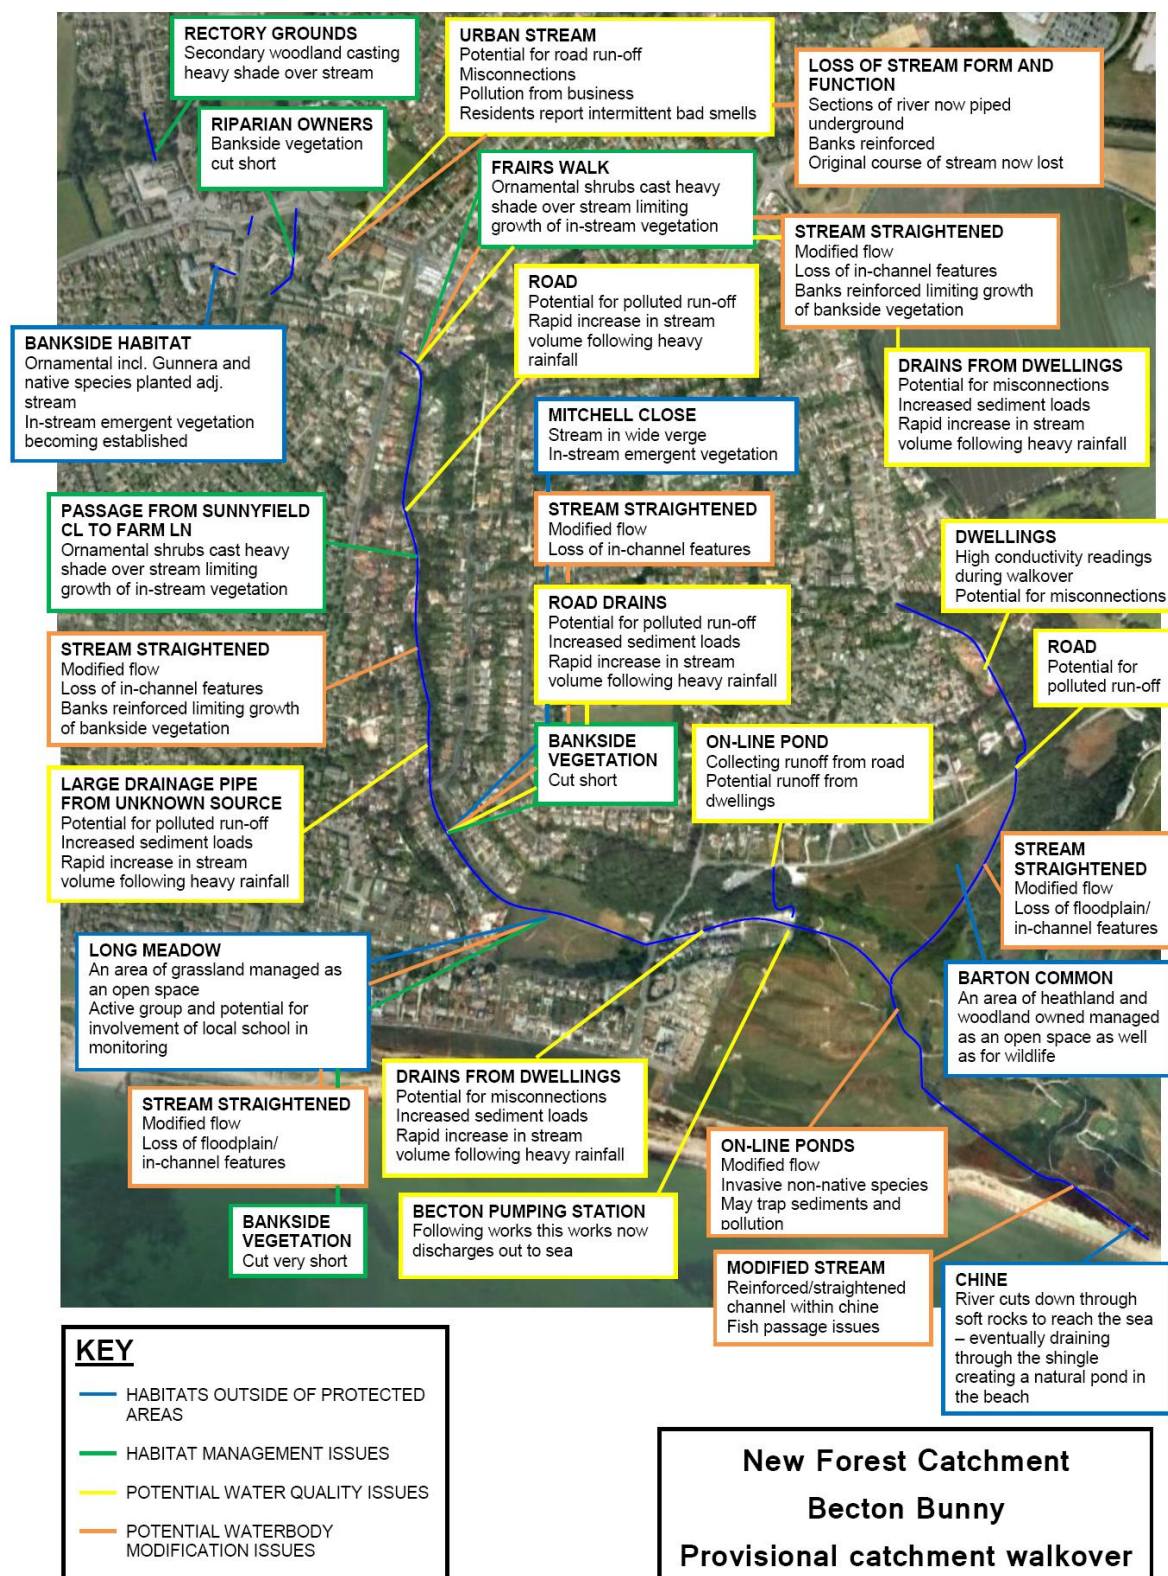 RECTORY GROUNDS
Secondary woodland casting
heavy shade over stream
URBAN STREAM
Potential for road run-off
Misconnections
Pollution from business
Residents report intermittent bad smells
LOSS OF STREAM FORM AND
FUNCTION
Sections of river now piped
underground
Banks reinforced
Original course of stream now lost
RIPARIAN OWNERS
Bankside vegetation
cut short
FRAIRS WALK
Ornamental shrubs cast heavy
shade over stream limiting
growth of in-stream vegetation
STREAM STRAIGHTENED
Modified flow
Loss of in-channel features
Banks reinforced limiting growth
of bankside vegetation
ROAD
Potential for polluted run-off
Rapid increase in stream
volume following heavy
rainfall
BANKSIDE HABITAT
Ornamental incl. Gunnera and
native species planted adj.
stream
In-stream emergent vegetation
becoming established
DRAINS FROM DWELLINGS
Potential for misconnections
Increased sediment loads
Rapid increase in stream
volume following heavy rainfall
MITCHELL CLOSE
Stream in wide verge
In-stream emergent vegetation
PASSAGE FROM SUNNYFIELD
CL TO FARM LN
Ornamental shrubs cast heavy
shade over stream limiting
growth of in-stream vegetation
STREAM STRAIGHTENED
Modified flow
Loss of in-channel features
DWELLINGS
High conductivity readings
during walkover
Potential for misconnections
ROAD DRAINS
Potential for polluted run-off
Increased sediment loads
Rapid increase in stream
volume following heavy rainfall
STREAM STRAIGHTENED
Modified flow
Loss of in-channel features
Banks reinforced limiting growth
of bankside vegetation
ROAD
Potential for
polluted run-off
BANKSIDE
VEGETATION
Cut short
ON-LINE POND
Collecting runoff from road
Potential runoff from
dwellings
LARGE DRAINAGE PIPE
FROM UNKNOWN SOURCE
Potential for polluted run-off
Increased sediment loads
Rapid increase in stream
volume following heavy rainfall
STREAM
STRAIGHTENED
Modified flow
Loss of floodplain/
in-channel features
LONG MEADOW
An area of grassland managed as
an open space
Active group and potential for
involvement of local school in
monitoring
BARTON COMMON
An area of heathland and
woodland owned managed
as an open space as well
as for wildlife
DRAINS FROM DWELLINGS
Potential for misconnections
Increased sediment loads
Rapid increase in stream
volume following heavy rainfall
STREAM STRAIGHTENED
Modified flow
Loss of floodplain/
in-channel features
ON-LINE PONDS
Modified flow
Invasive non-native species
May trap sediments and
pollution
BECTON PUMPING STATION
Following works this works now
discharges out to sea
BANKSIDE
VEGETATION
Cut very short
MODIFIED STREAM
Reinforced/straightened
channel within chine
Fish passage issues
CHINE
River cuts down through
soft rocks to reach the sea
– eventually draining
through the shingle
creating a natural pond in
the beach
KEY
HABITATS OUTSIDE OF PROTECTED
AREAS
HABITAT MANAGEMENT ISSUES
POTENTIAL WATER QUALITY ISSUES
POTENTIAL WATERBODY
MODIFICATION ISSUES
New Forest Catchment
Becton Bunny
Provisional catchment walkover